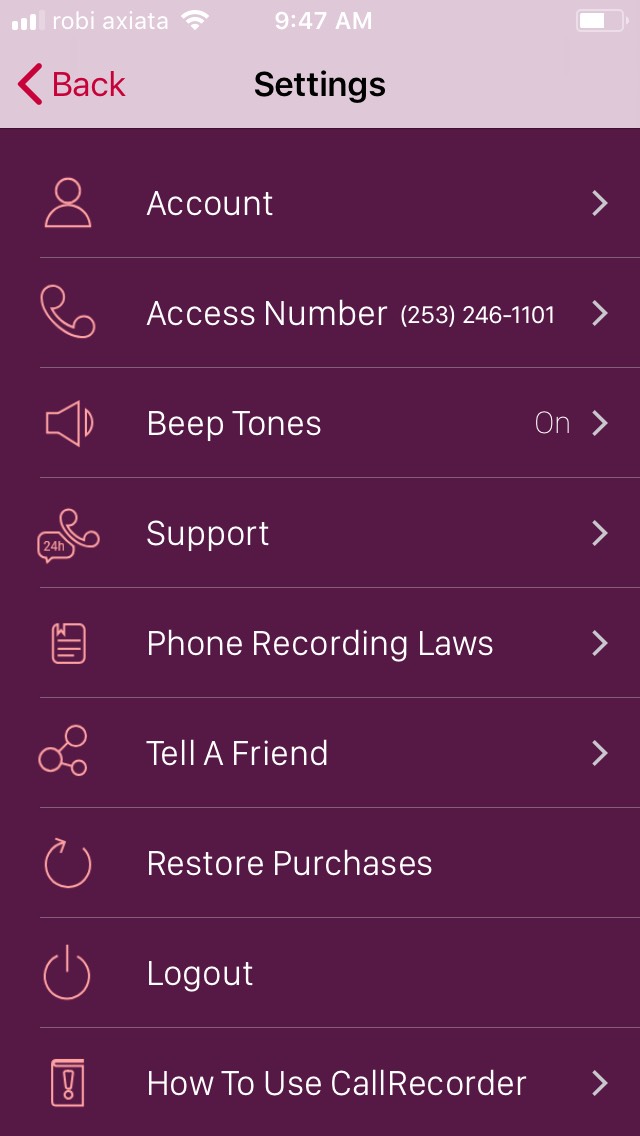 robi axiata 9:47 AM
Back Settings
Account
Access Number (253) 246-1101
Beep Tones On
24h Support
Phone Recording Laws
Tell A Friend
Restore Purchases
Logout
How To Use CallRecorder